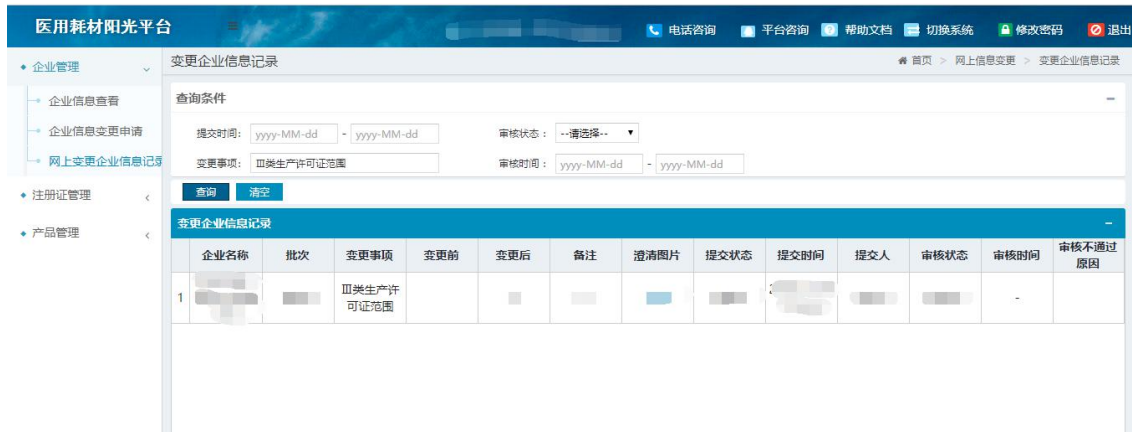 医用耗材阳光平台
电话咨询 平台咨询 帮助文档 切换系统 修改密码 退出
企业管理
企业信息查看
企业信息变更申请
网上变更企业信息记录
注册证管理
产品管理
变更企业信息记录
首页 > 网上信息变更 > 变更企业信息记录
查询条件
提交时间: yyyy-MM-dd - yyyy-MM-dd 审核状态: --请选择--
变更事项: Ⅲ类生产许可证范围 审核时间: yyyy-MM-dd - yyyy-MM-dd
查询 清空
变更企业信息记录
企业名称 批次 变更事项 变更前 变更后 备注 澄清图片 提交状态 提交时间 提交人 审核状态 审核时间 审核不通过
原因
1 Ⅲ类生产许 -
可证范围